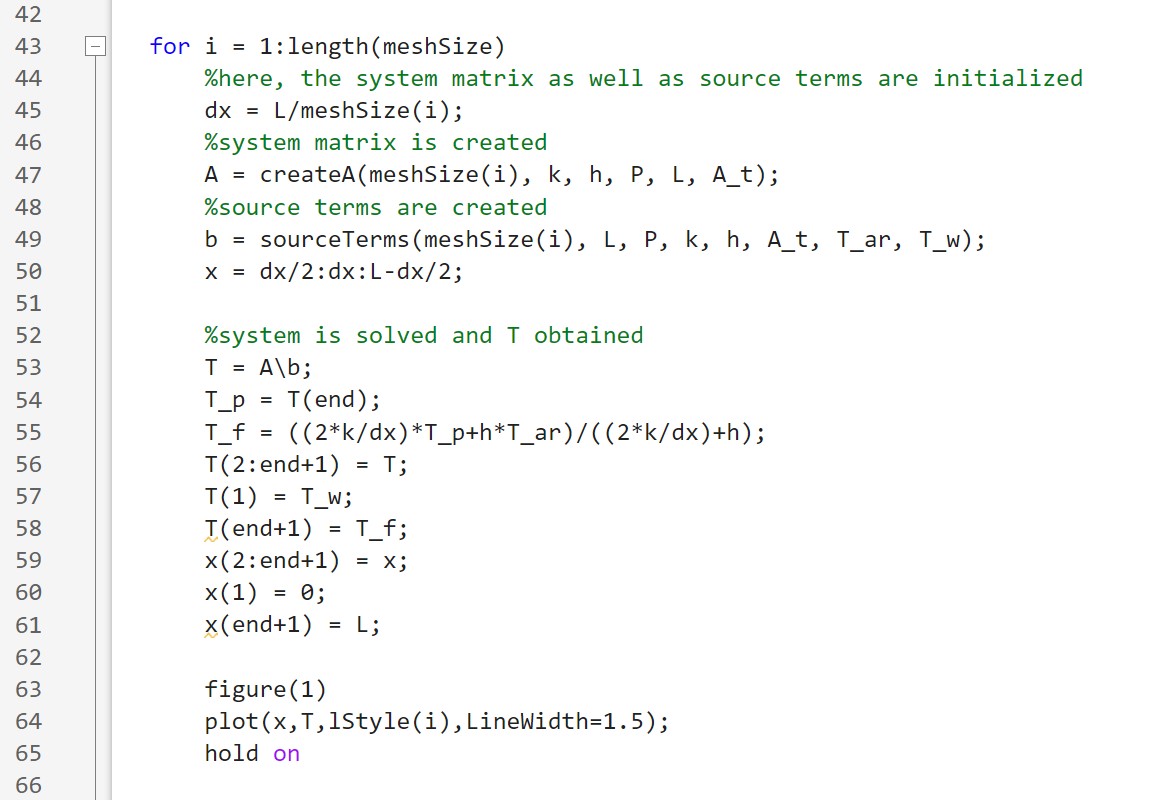 42
43 for i = 1:length(meshSize)
44 %here, the system matrix as well as source terms are initialized
45 dx = L/meshSize(i);
46 %system matrix is created
47 A = createA(meshSize(i), k, h, P, L, A_t);
48 %source terms are created
49 b = sourceTerms(meshSize(i), L, P, k, h, A_t, T_ar, T_w);
50 x = dx/2:dx:L-dx/2;
51
52 %system is solved and T obtained
53 T = A\b;
54 T_p = T(end);
55 T_f = ((2*k/dx)*T_p+h*T_ar)/((2*k/dx)+h);
56 T(2:end+1) = T;
57 T(1) = T_w;
58 T(end+1) = T_f;
59 x(2:end+1) = x;
60 x(1) = 0;
61 x(end+1) = L;
62
63 figure(1)
64 plot(x,T,lStyle(i),LineWidth=1.5);
65 hold on
66